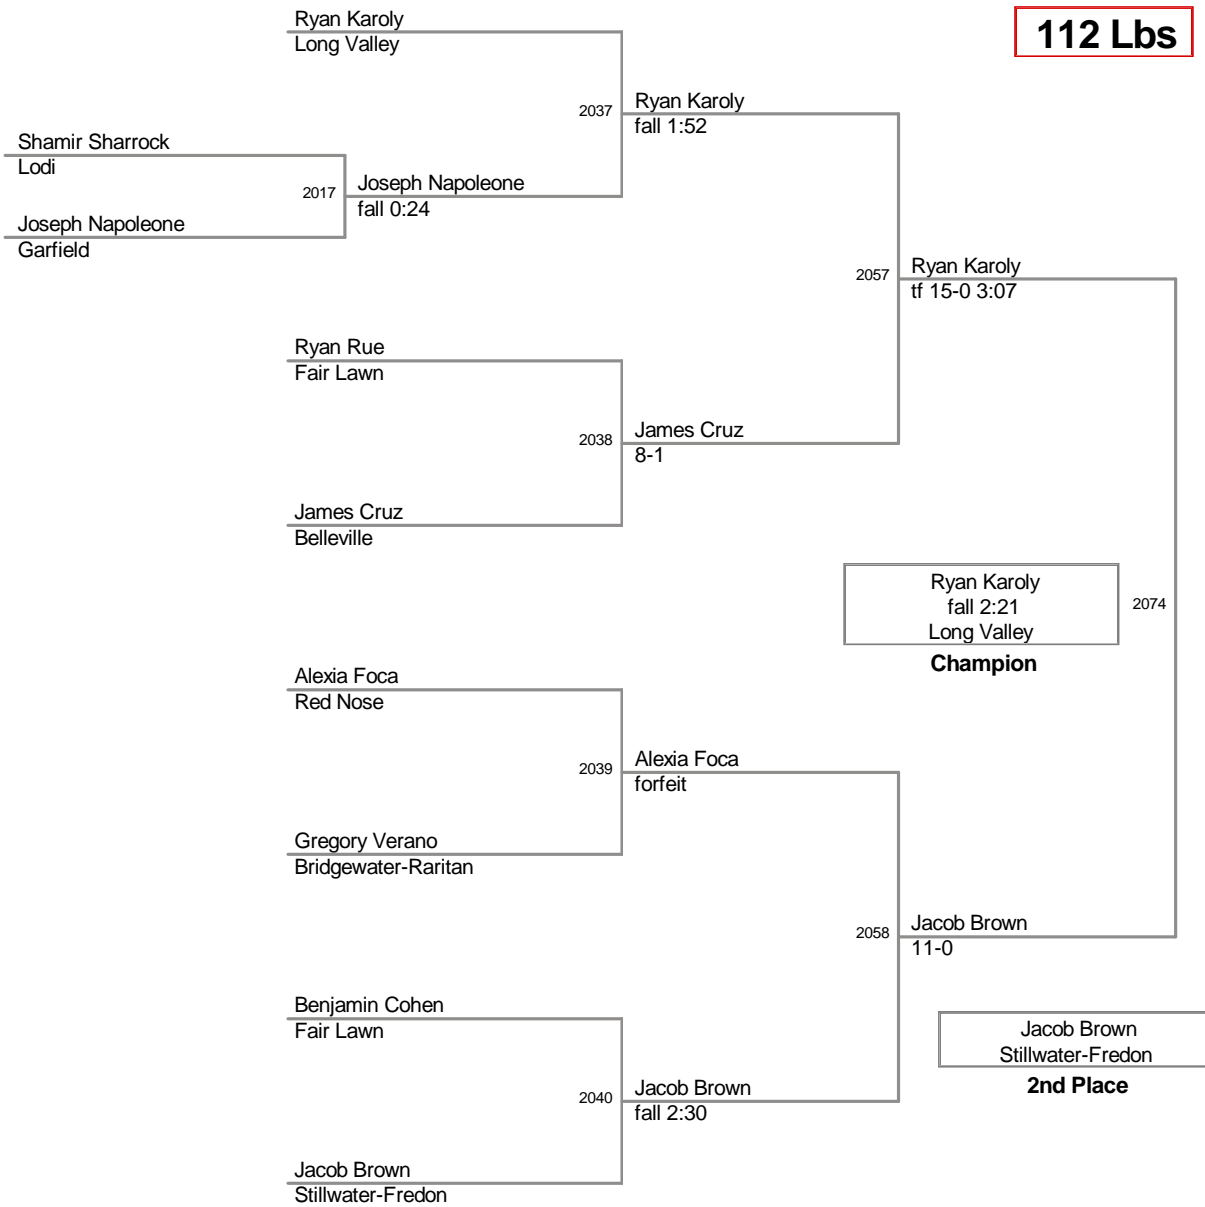 112 Lbs
Ryan Karoly
Long Valley
2037
Ryan Karoly
fall 1:52
Shamir Sharrock
Lodi
2017
Joseph Napoleone
fall 0:24
Joseph Napoleone
Garfield
2057
Ryan Karoly
tf 15-0 3:07
Ryan Rue
Fair Lawn
2038
James Cruz
8-1
James Cruz
Belleville
Ryan Karoly
fall 2:21
Long Valley
Champion
2074
Alexia Foca
Red Nose
2039
Alexia Foca
forfeit
Gregory Verano
Bridgewater-Raritan
2058
Jacob Brown
11-0
Benjamin Cohen
Fair Lawn
Jacob Brown
Stillwater-Fredon
2nd Place
2040
Jacob Brown
fall 2:30
Jacob Brown
Stillwater-Fredon